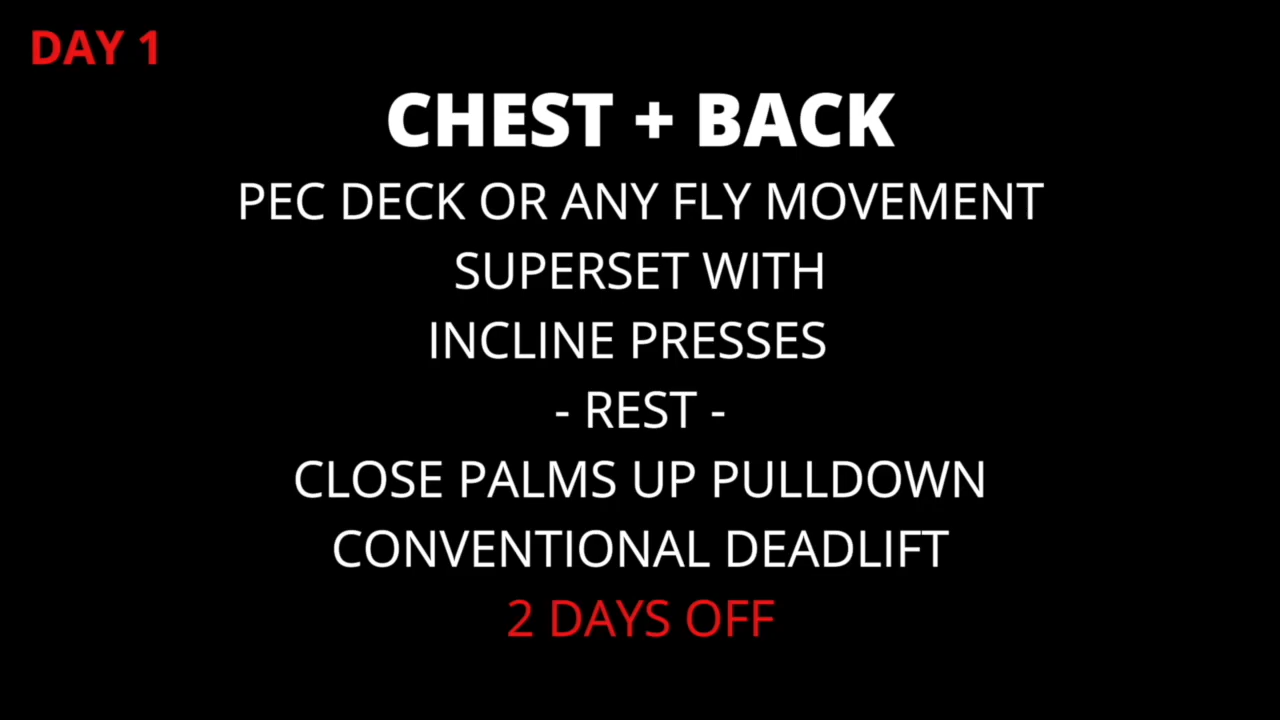 DAY 1
CHEST + BACK
PEC DECK OR ANY FLY MOVEMENT
SUPERSET WITH
INCLINE PRESSES
- REST -
CLOSE PALMS UP PULLDOWN
CONVENTIONAL DEADLIFT
2 DAYS OFF